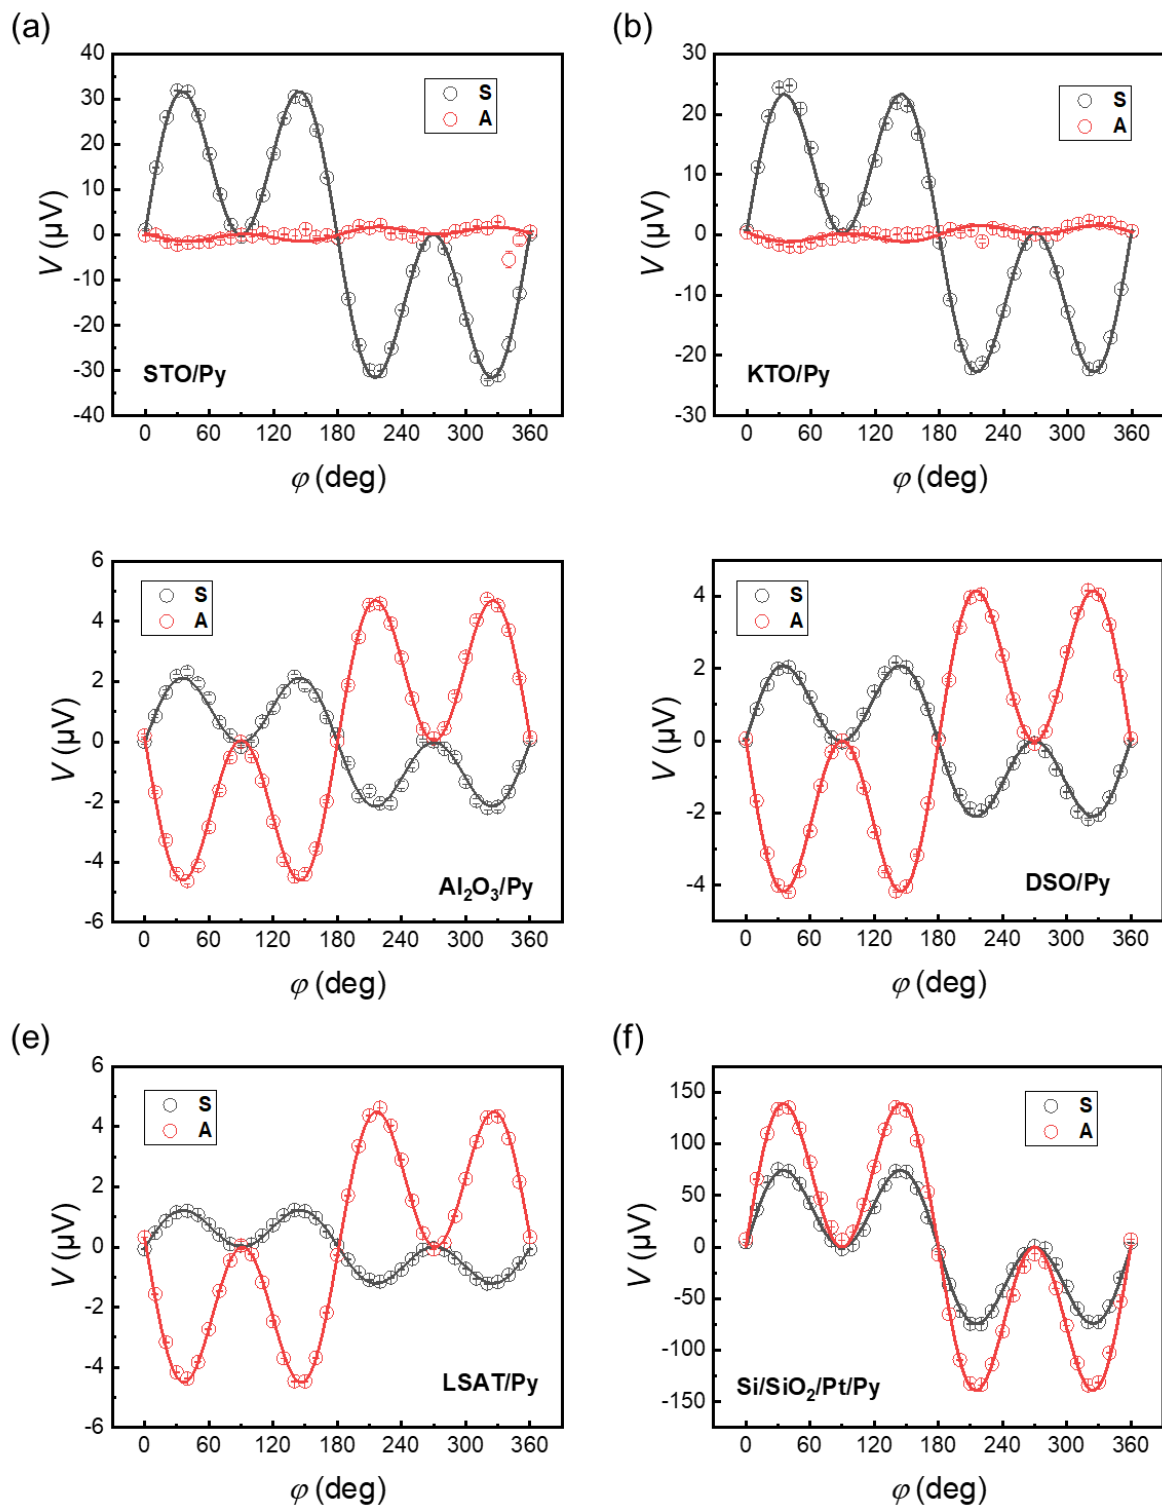 (a)
40
30
20
10
0
-10
-20
-30
-40
V (µV)
S
A
STO/Py
0 60 120 180 240 300 360
φ (deg)
(b)
30
20
10
0
-10
-20
-30
V (µV)
S
A
KTO/Py
0 60 120 180 240 300 360
φ (deg)
6
4
2
0
-2
-4
-6
V (µV)
S
A
Al₂O₃/Py
0 60 120 180 240 300 360
φ (deg)
4
2
0
-2
-4
V (µV)
S
A
DSO/Py
0 60 120 180 240 300 360
φ (deg)
(e)
6
4
2
0
-2
-4
-6
V (µV)
S
A
LSAT/Py
0 60 120 180 240 300 360
φ (deg)
(f)
150
100
50
0
-50
-100
-150
V (µV)
S
A
Si/SiO₂/Pt/Py
0 60 120 180 240 300 360
φ (deg)